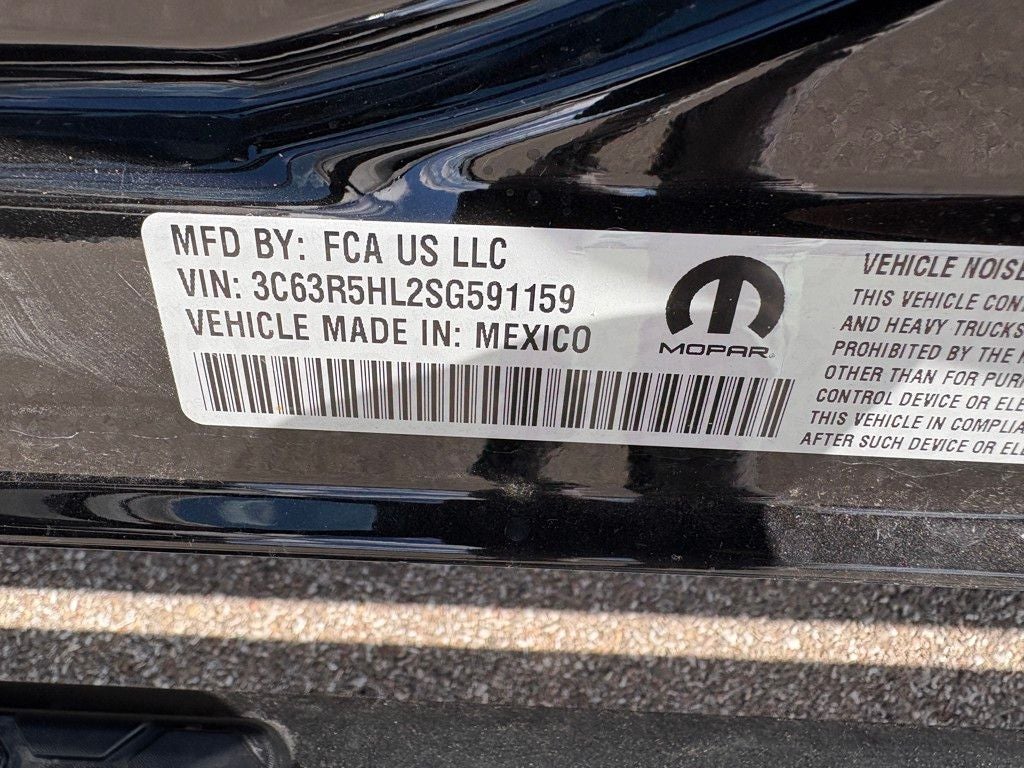 MFD BY: FCA US LLC
VIN: 3C63R5HL2SG591159
VEHICLE MADE IN: MEXICO
MOPAR®
VEHICLE NOISE
THIS VEHICLE CON
AND HEAVY TRUCKS
PROHIBITED BY THE
OTHER THAN FOR PUR
CONTROL DEVICE OR ELE
THIS VEHICLE IN COMPLIA
AFTER SUCH DEVICE OR ELE